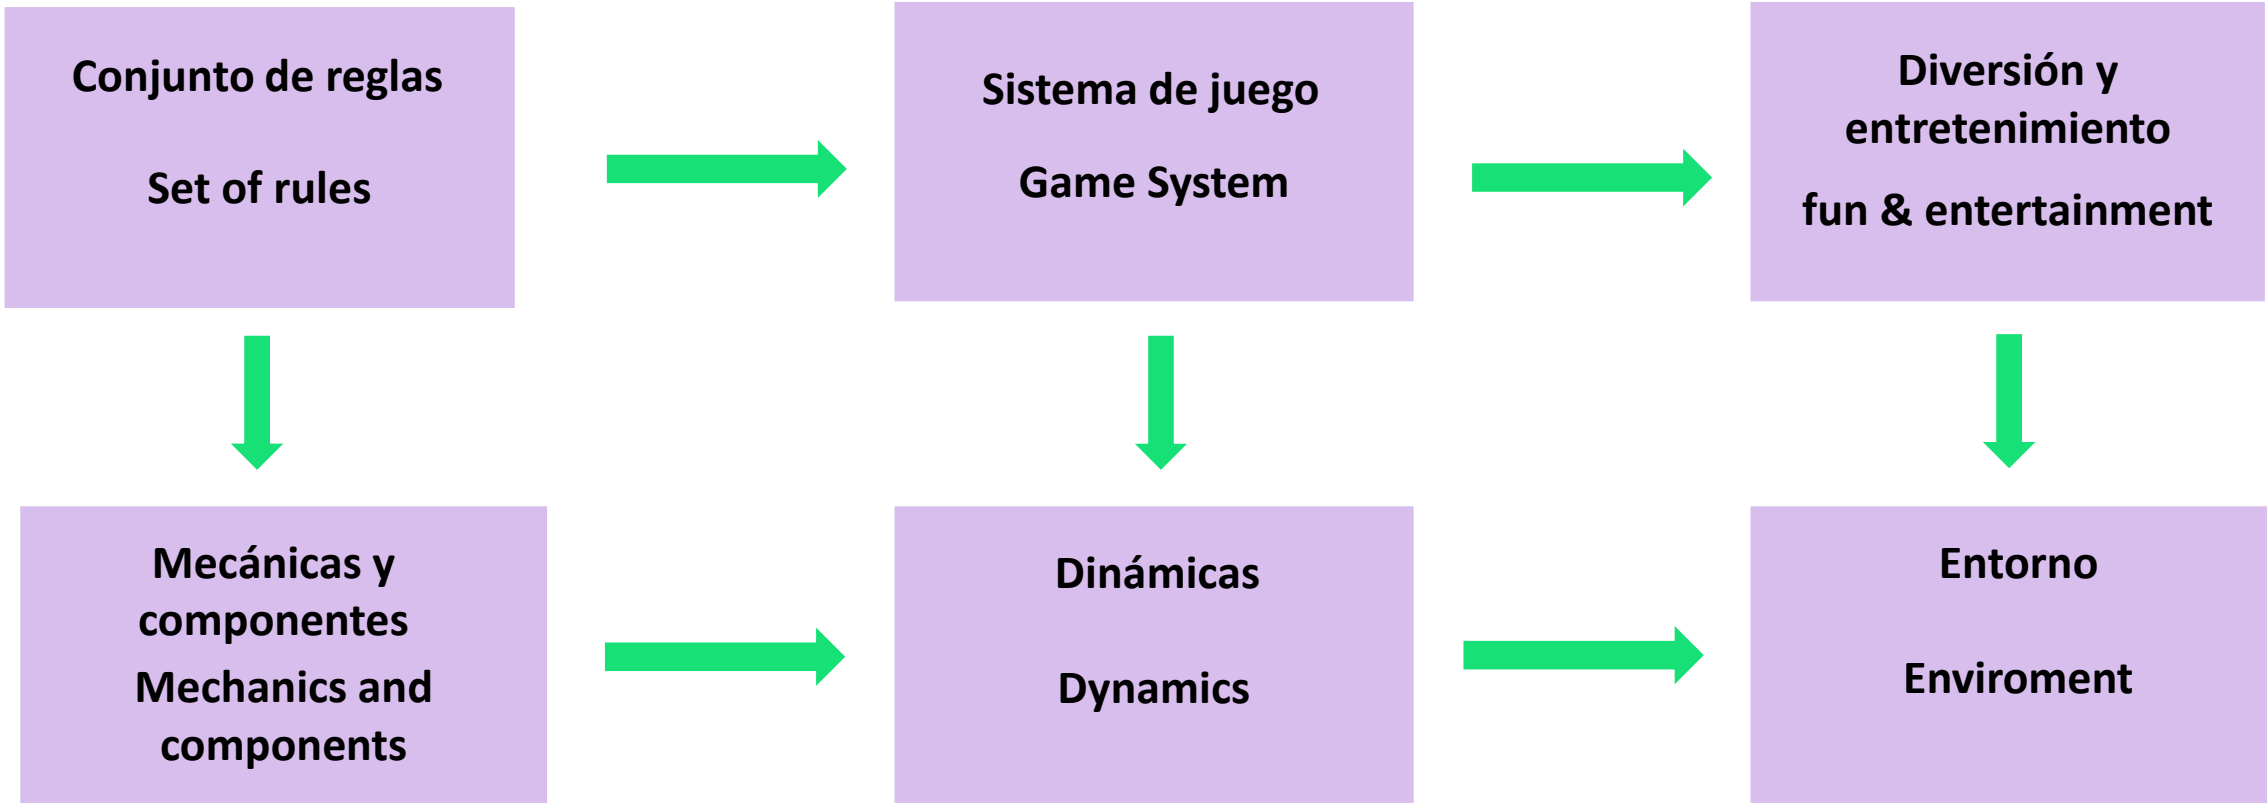 Conjunto de reglas
Set of rules
Sistema de juego
Game System
Diversión y
entretenimiento
fun & entertainment
Mecánicas y
componentes
Mechanics and
components
Dinámicas
Dynamics
Entorno
Enviroment